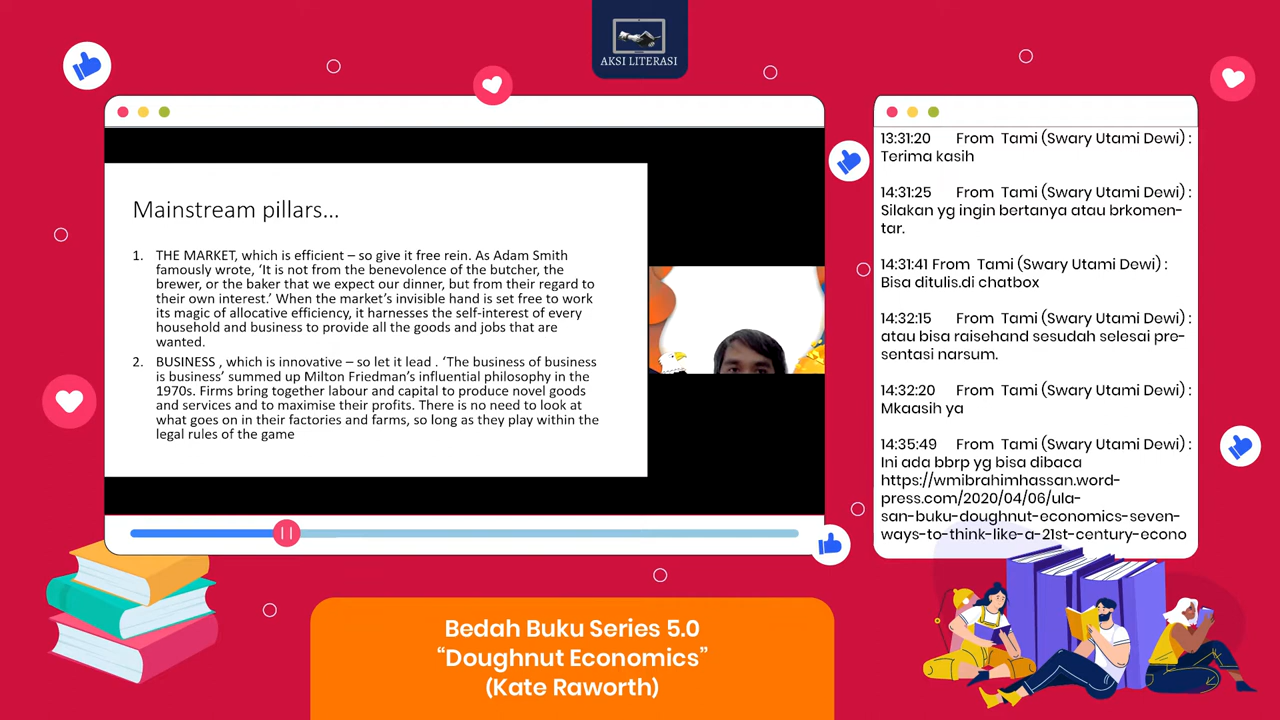 AKSI LITERASI
Mainstream pillars...
1. THE MARKET, which is efficient – so give it free rein. As Adam Smith
famously wrote, ‘It is not from the benevolence of the butcher, the
brewer, or the baker that we expect our dinner, but from their regard to
their own interest.’ When the market’s invisible hand is set free to work
its magic of allocative efficiency, it harnesses the self-interest of every
household and business to provide all the goods and jobs that are
wanted.
2. BUSINESS , which is innovative – so let it lead . ‘The business of business
is business’ summed up Milton Friedman’s influential philosophy in the
1970s. Firms bring together labour and capital to produce novel goods
and services and to maximise their profits. There is no need to look at
what goes on in their factories and farms, so long as they play within the
legal rules of the game
13:31:20 From Tami (Swary Utami Dewi) :
Terima kasih
14:31:25 From Tami (Swary Utami Dewi) :
Silakan yg ingin bertanya atau brkomen-
tar.
14:31:41 From Tami (Swary Utami Dewi) :
Bisa ditulis.di chatbox
14:32:15 From Tami (Swary Utami Dewi) :
atau bisa raisehand sesudah selesai pre-
sentasi narsum.
14:32:20 From Tami (Swary Utami Dewi) :
Mkaasih ya
14:35:49 From Tami (Swary Utami Dewi) :
Ini ada bbrp yg bisa dibaca
https://wmibrahimhassan.word-
press.com/2020/04/06/ula-
san-buku-doughnut-economics-seven-
ways-to-think-like-a-21st-century-econo
Bedah Buku Series 5.0
“Doughnut Economics”
(Kate Raworth)